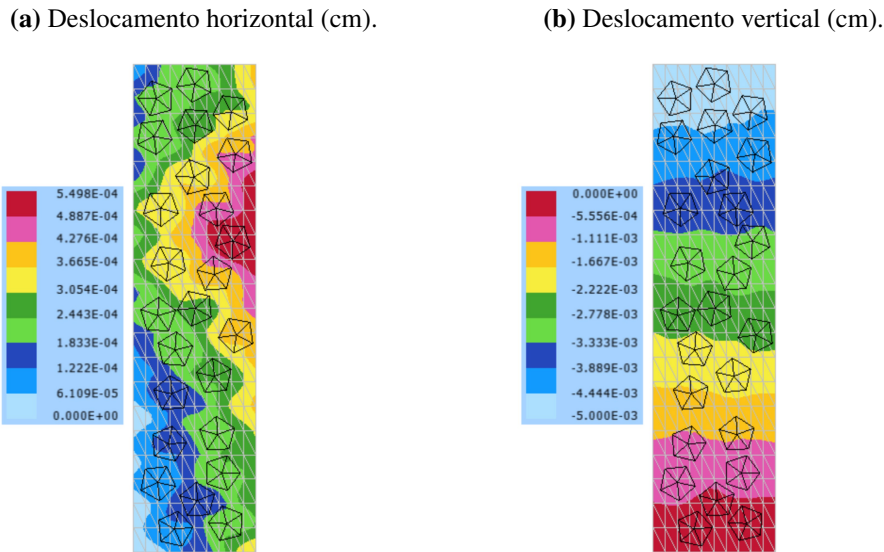 (a) Deslocamento horizontal (cm).
(b) Deslocamento vertical (cm).
5.498E-04
4.887E-04
4.276E-04
3.665E-04
3.054E-04
2.443E-04
1.833E-04
1.222E-04
6.109E-05
0.000E+00
0.000E+00
-5.556E-04
-1.111E-03
-1.667E-03
-2.222E-03
-2.778E-03
-3.333E-03
-3.889E-03
-4.444E-03
-5.000E-03